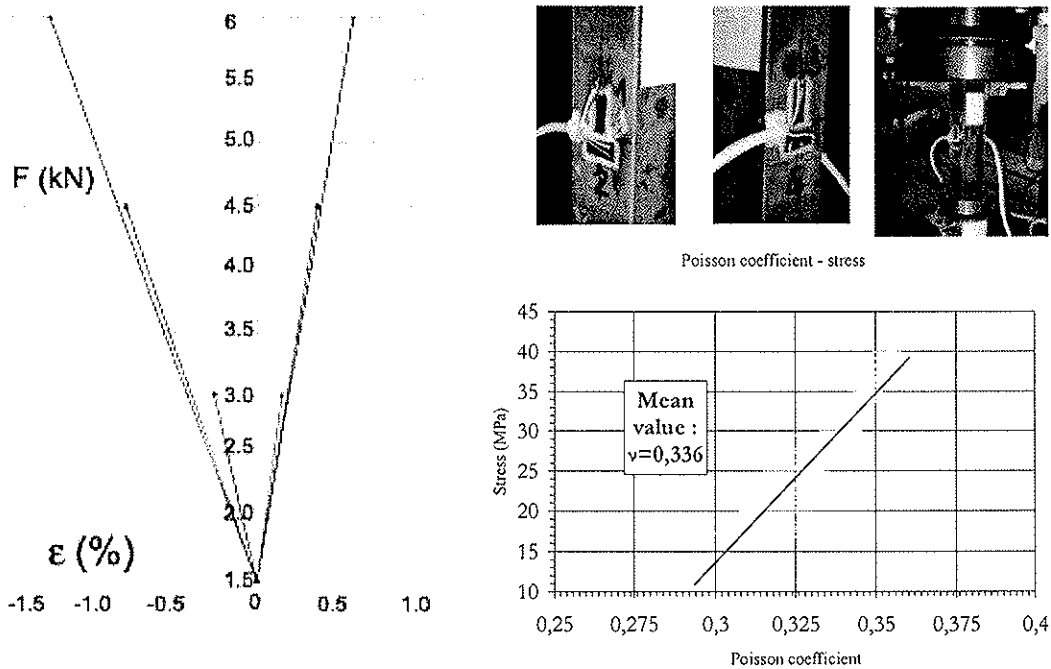 6
5.5
5.0
F (kN)
4.5
4.0
3.5
3.0
2.5
2.0
ε (%)
1.5
-1.5 -1.0 -0.5 0 0.5 1.0
Poisson coefficient - stress
45
40
35
30
25
20
15
10
Stress (MPa)
Mean
value :
ν=0,336
0,25 0,275 0,3 0,325 0,35 0,375 0,4
Poisson coefficient